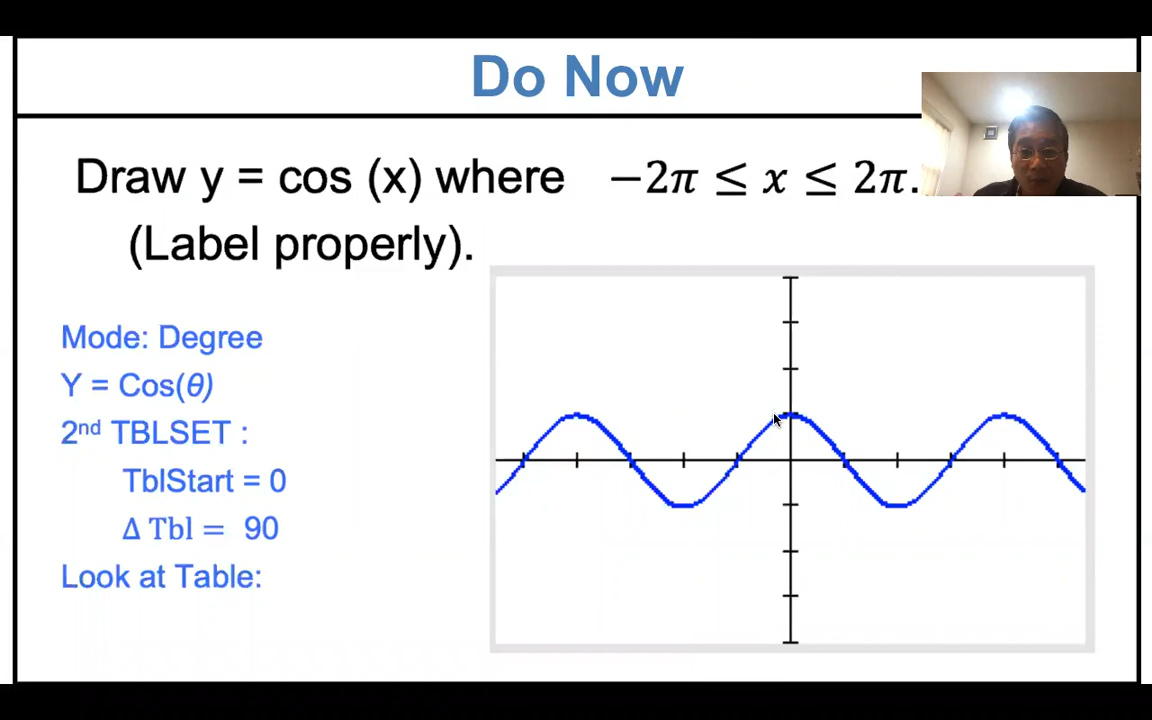 Do Now
Draw y = cos (x) where −2π ≤ x ≤ 2π.
(Label properly).
Mode: Degree
Y = Cos(θ)
2nd TBLSET :
TblStart = 0
Δ Tbl = 90
Look at Table: